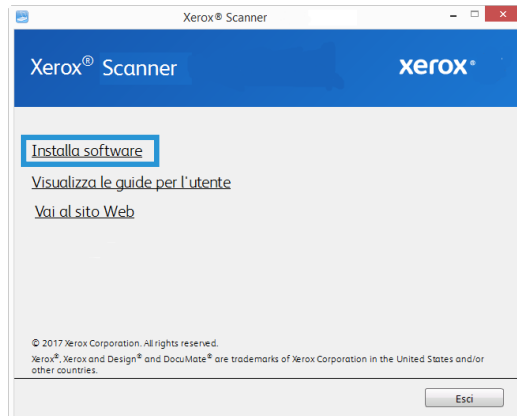 Xerox® Scanner
Xerox® Scanner
xerox
Installa software
Visualizza le guide per l'utente
Vai al sito Web
© 2017 Xerox Corporation. All rights reserved.
Xerox®, Xerox and Design® and DocuMate® are trademarks of Xerox Corporation in the United States and/or
other countries.
Esci